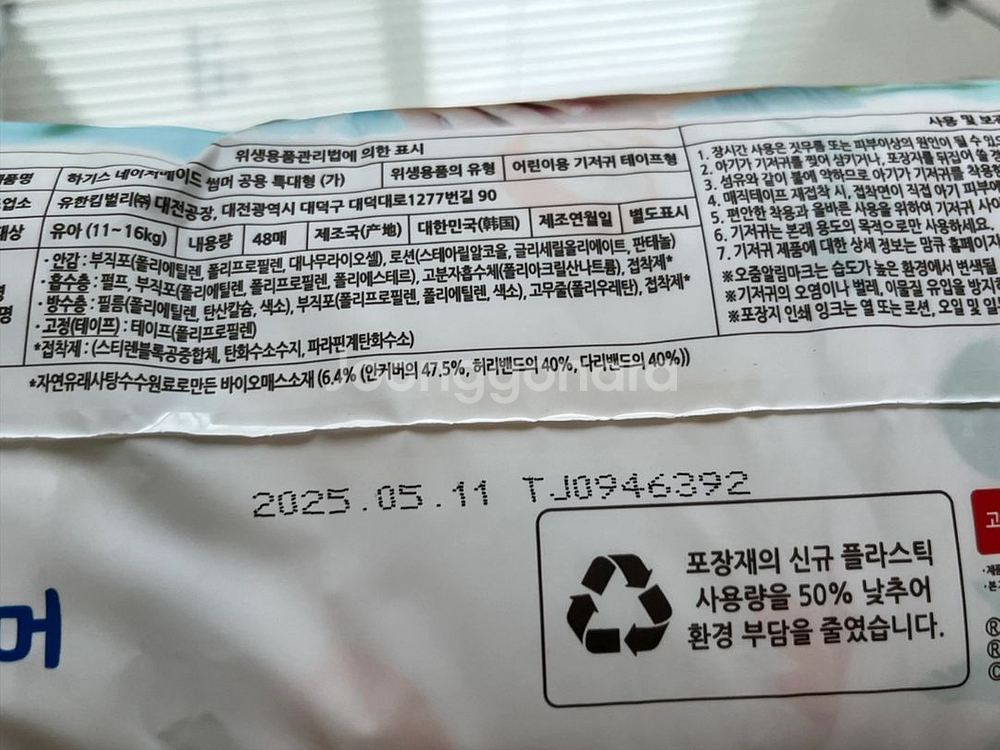 위생용품관리법에 의한 표시
하기스 네이처메이드 썸머 공용 특대형 (가) 위생용품의 유형 어린이용 기저귀 테이프형
유한킴벌리㈜ 대전공장, 대전광역시 대덕구 대덕대로1277번길 90
유아 (11~16kg) 내용량 48매 제조국(产地) 대한민국(韩国) 제조연월일 별도표시
· 안감 : 부직포(폴리에틸렌, 폴리프로필렌, 대나무라이오셀), 로션(스테아릴알코올, 글리세릴올리에이트, 판테놀)
· 흡수층 : 펄프, 부직포(폴리에틸렌, 폴리프로필렌, 폴리에스테르), 고분자흡수체(폴리아크릴산나트륨), 접착제*
· 방수층 : 필름(폴리에틸렌, 탄산칼슘, 색소), 부직포(폴리프로필렌, 폴리에틸렌, 색소), 고무줄(폴리우레탄), 접착제*
· 고정(테이프) : 테이프(폴리프로필렌)
*접착제 : (스티렌블록공중합체, 탄화수소수지, 파라핀계탄화수소)
*자연유래사탕수수원료로만든 바이오매스소재 (6.4% (안커버의 47.5%, 허리밴드의 40%, 다리밴드의 40%))
사용 및
1. 장시간 사용은 짓무름 또는 피부이상의 원인이 될 수
2. 아기가 기저귀를 찢어 삼키거나, 포장자를 뒤집어 쓸
3. 섬유와 같이 불에 약하므로 아기가 기저귀를 착용한
4. 매직테이프 재접착 시, 접착면이 직접 아기 피부에
5. 편안한 착용과 올바른 사용을 위하여 기저귀 사이
6. 기저귀는 본래 용도의 목적으로만 사용하세요.
7. 기저귀 제품에 대한 상세 정보는 맘큐 홈페이지
※오줌알림마크는 습도가 높은 환경에서 변색될
※기저귀의 오염이나 벌레, 이물질 유입을 방지
※포장지 인쇄 잉크는 열 또는 로션, 오일 및
Joonggonara
2025.05.11 TJ0946392
포장재의 신규 플라스틱
사용량을 50% 낮추어
환경 부담을 줄였습니다.
머
고